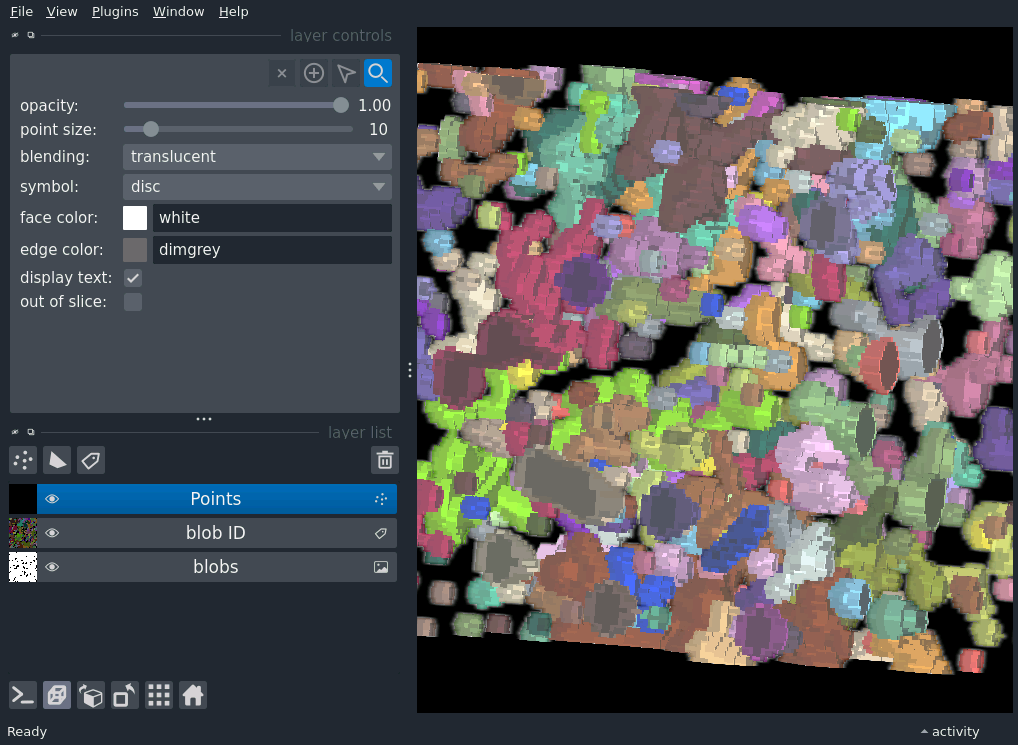 File View Plugins Window Help
layer controls
opacity: 1.00
point size: 10
blending: translucent
symbol: disc
face color: white
edge color: dimgrey
display text:
out of slice:
layer list
Points
blob ID
blobs
Ready activity